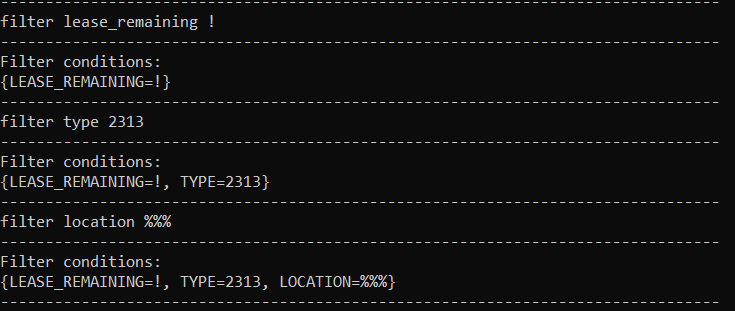 --------------------------------------------------------------------------------
filter lease_remaining !
--------------------------------------------------------------------------------
Filter conditions:
{LEASE_REMAINING=!}
--------------------------------------------------------------------------------
filter type 2313
--------------------------------------------------------------------------------
Filter conditions:
{LEASE_REMAINING=!, TYPE=2313}
--------------------------------------------------------------------------------
filter location %%%
--------------------------------------------------------------------------------
Filter conditions:
{LEASE_REMAINING=!, TYPE=2313, LOCATION=%%%}
--------------------------------------------------------------------------------